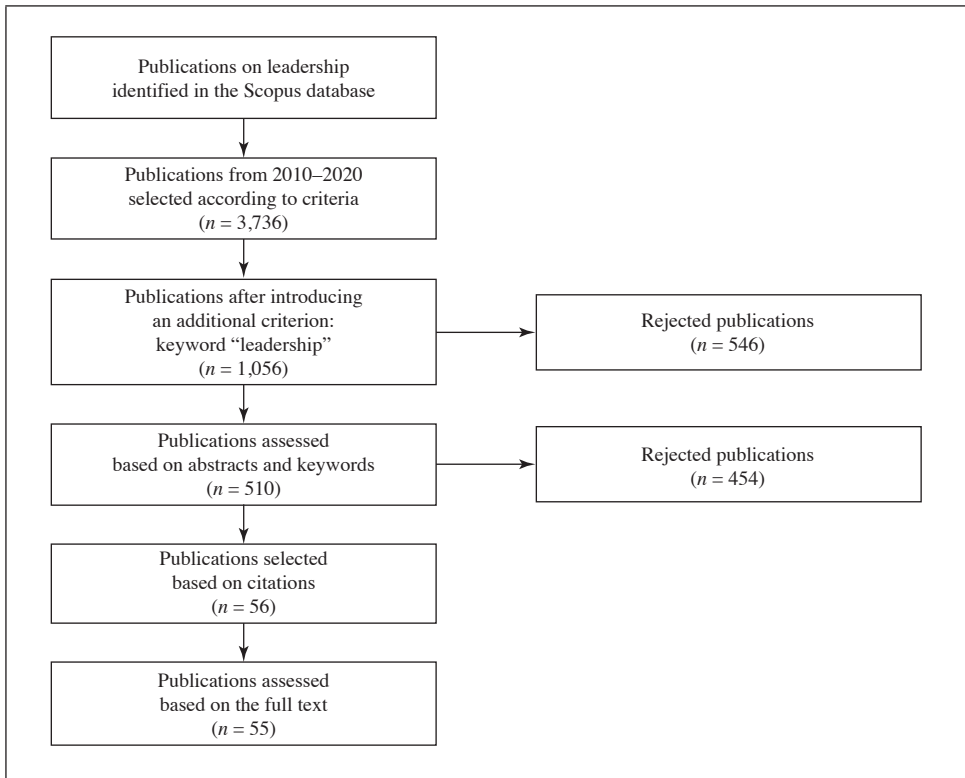 Publications on leadership
identified in the Scopus database
Publications from 2010–2020
selected according to criteria
(n = 3,736)
Publications after introducing
an additional criterion:
keyword “leadership”
(n = 1,056)
Rejected publications
(n = 546)
Publications assessed
based on abstracts and keywords
(n = 510)
Rejected publications
(n = 454)
Publications selected
based on citations
(n = 56)
Publications assessed
based on the full text
(n = 55)